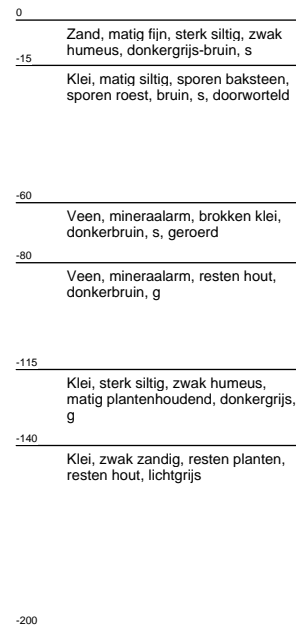 0
Zand, matig fijn, sterk siltig, zwak
humeus, donkergrijs-bruin, s
-15
Klei, matig siltig, sporen baksteen,
sporen roest, bruin, s, doorworteld
-60
Veen, mineraalarm, brokken klei,
donkerbruin, s, geroerd
-80
Veen, mineraalarm, resten hout,
donkerbruin, g
-115
Klei, sterk siltig, zwak humeus,
matig plantenhoudend, donkergrijs,
g
-140
Klei, zwak zandig, resten planten,
resten hout, lichtgrijs
-200